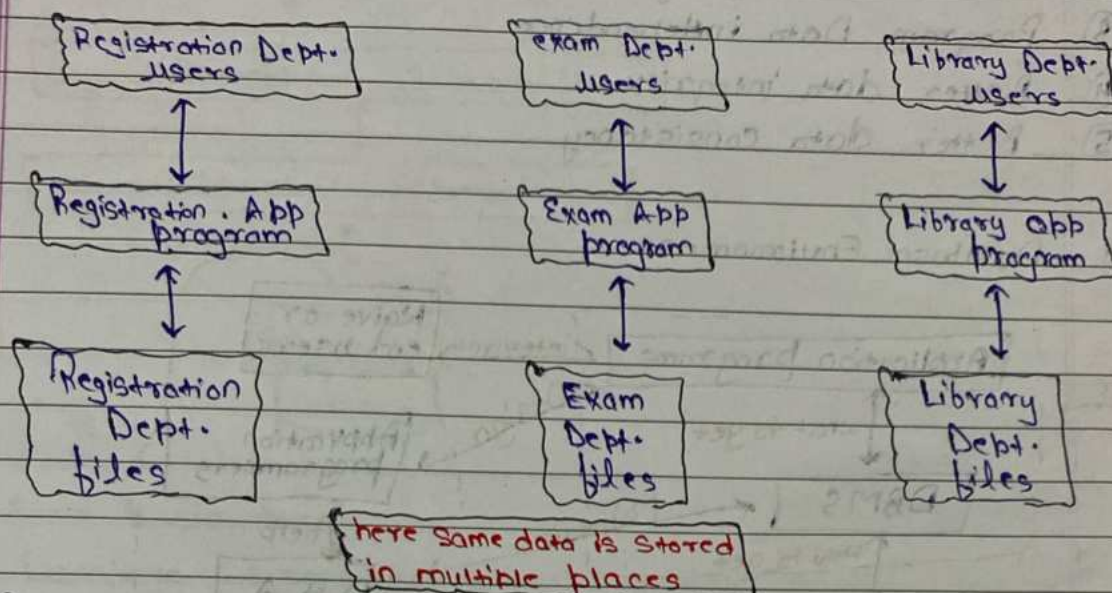 Registration Dept.
users
exam Dept.
users
Library Dept.
users
Registration. App
program
Exam App
program
Library app
program
Registration
Dept.
files
Exam
Dept.
files
Library
Dept.
files
here same data is stored
in multiple places